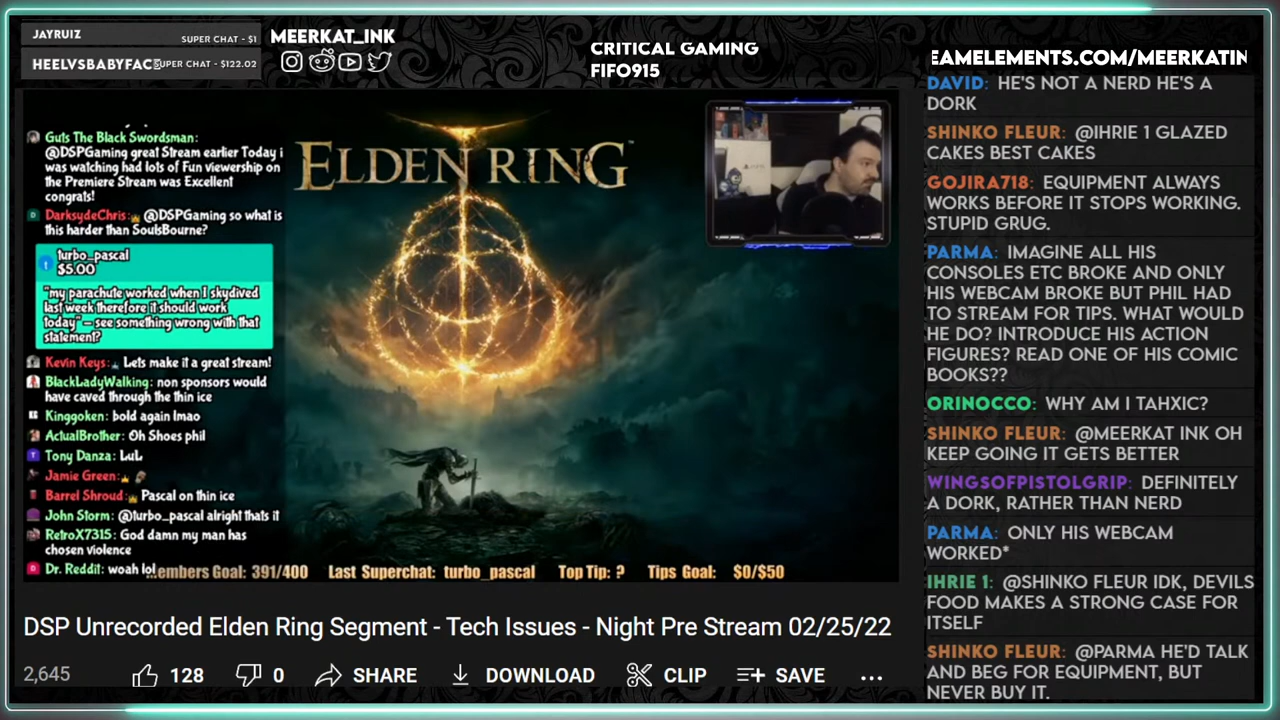 JAYRUIZ
SUPER CHAT - $1
HEELVSBABYFAC
SUPER CHAT - $122.02
MEERKAT_INK
CRITICAL GAMING
FIFO915
EAMELEMENTS.COM/MEERKATIN
Guts The Black Swordsman:
@DSPGaming great Stream earlier Today i
was watching had lots of Fun viewership on
the Premiere Stream was Excellent
congrats!
DarksydeChris: @DSPGaming so what is
this harder than SoulsBourne?
turbo_pascal
$5.00
"my parachute worked when I skydived
last week therefore it should work
today" – see something wrong with that
statement?
Kevin Keys: Lets make it a great stream!
BlackLadyWalking: non sponsors would
have caved through the thin ice
Kinggoken: bold again lmao
ActualBrother: Oh Shoes phil
Tony Danza: LuL
Jamie Green:
Barrel Shroud: Pascal on thin ice
John Storm: @turbo_pascal alright thats it
RetroX7315: God damn my man has
chosen violence
Dr. Reddit: woah lol
ELDEN RING™
...embers Goal: 391/400 Last Superchat: turbo_pascal Top Tip: ? Tips Goal: $0/$50
DSP Unrecorded Elden Ring Segment - Tech Issues - Night Pre Stream 02/25/22
2,645 128 0 SHARE DOWNLOAD CLIP SAVE ...
DAVID: HE'S NOT A NERD HE'S A
DORK
SHINKO FLEUR: @IHRIE 1 GLAZED
CAKES BEST CAKES
GOJIRA718: EQUIPMENT ALWAYS
WORKS BEFORE IT STOPS WORKING.
STUPID GRUG.
PARMA: IMAGINE ALL HIS
CONSOLES ETC BROKE AND ONLY
HIS WEBCAM BROKE BUT PHIL HAD
TO STREAM FOR TIPS. WHAT WOULD
HE DO? INTRODUCE HIS ACTION
FIGURES? READ ONE OF HIS COMIC
BOOKS??
ORINOCCO: WHY AM I TAHXIC?
SHINKO FLEUR: @MEERKAT INK OH
KEEP GOING IT GETS BETTER
WINGSOFPISTOLGRIP: DEFINITELY
A DORK, RATHER THAN NERD
PARMA: ONLY HIS WEBCAM
WORKED*
IHRIE 1: @SHINKO FLEUR IDK, DEVILS
FOOD MAKES A STRONG CASE FOR
ITSELF
SHINKO FLEUR: @PARMA HE'D TALK
AND BEG FOR EQUIPMENT, BUT
NEVER BUY IT.